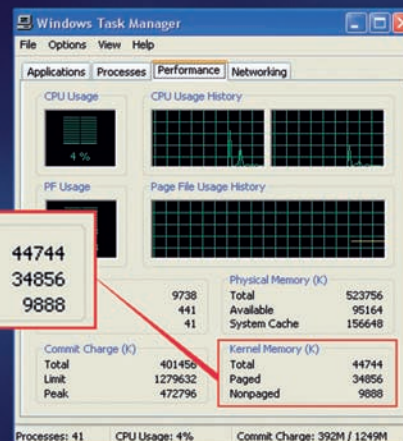 Windows Task Manager
File Options View Help
Applications Processes Performance Networking
CPU Usage CPU Usage History
4 %
PF Usage Page File Usage History
44744
34856
9888
9738
441
41
Physical Memory (K)
Total 523756
Available 95164
System Cache 156648
Commit Charge (K)
Total 401456
Limit 1279632
Peak 472796
Kernel Memory (K)
Total 44744
Paged 34856
Nonpaged 9888
Processes: 41 CPU Usage: 4% Commit Charge: 392M / 1249M